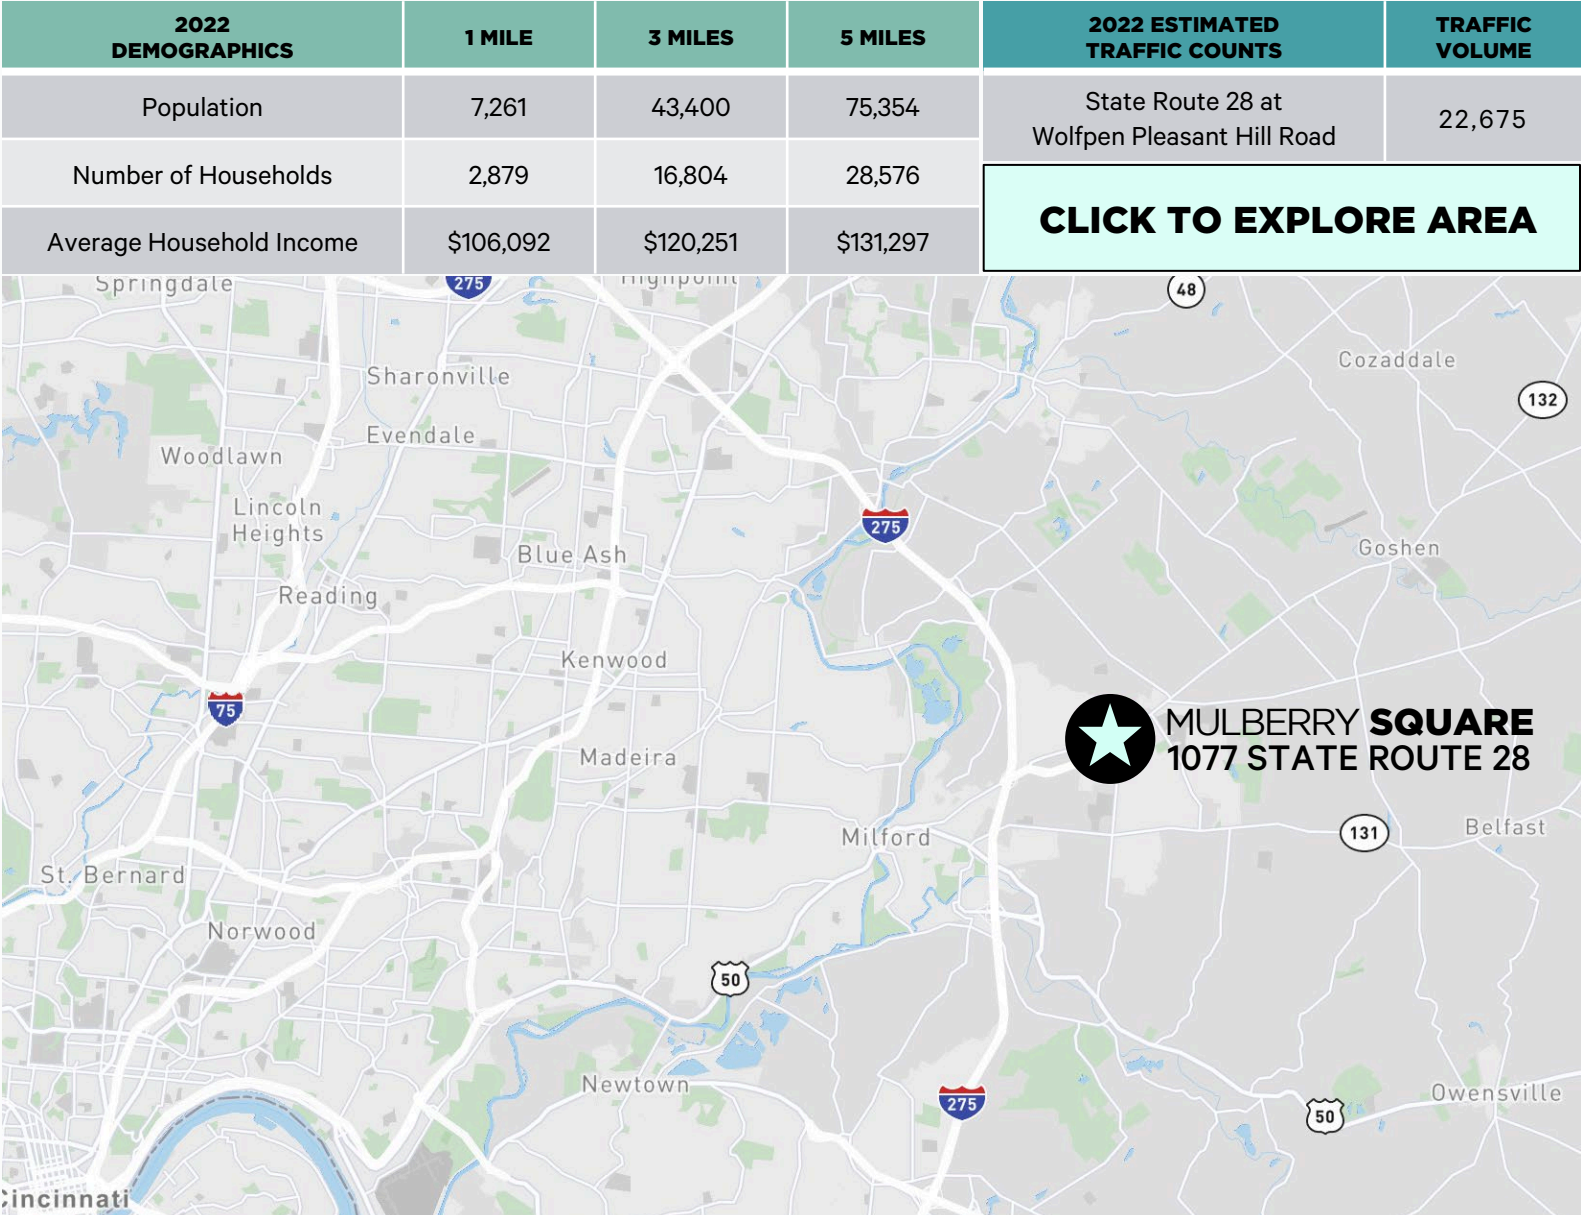 2022
DEMOGRAPHICS
1 MILE
3 MILES
5 MILES
2022 ESTIMATED
TRAFFIC COUNTS
TRAFFIC
VOLUME
Population
7,261
43,400
75,354
State Route 28 at
Wolfpen Pleasant Hill Road
22,675
Number of Households
2,879
16,804
28,576
Average Household Income
$106,092
$120,251
$131,297
CLICK TO EXPLORE AREA
Springdale
275
Highpoint
48
Cozaddale
Sharonville
132
Evendale
Woodlawn
Lincoln
Heights
275
Blue Ash
Goshen
Reading
Kenwood
75
MULBERRY SQUARE
1077 STATE ROUTE 28
Madeira
Milford
131
Belfast
St. Bernard
Norwood
50
Newtown
275
50
Owensville
Cincinnati